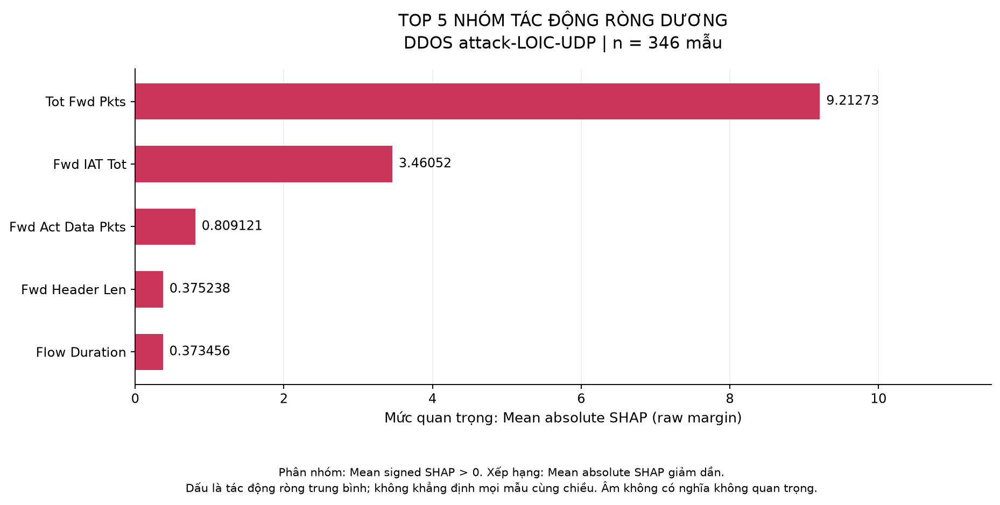 TOP 5 NHÓM TÁC ĐỘNG RÒNG DƯƠNG
DDOS attack-LOIC-UDP | n = 346 mẫu
Tot Fwd Pkts
9.21273
Fwd IAT Tot
3.46052
Fwd Act Data Pkts
0.809121
Fwd Header Len
0.375238
Flow Duration
0.373456
0 2 4 6 8 10
Mức quan trọng: Mean absolute SHAP (raw margin)
Phân nhóm: Mean signed SHAP > 0. Xếp hạng: Mean absolute SHAP giảm dần.
Dấu là tác động ròng trung bình; không khẳng định mọi mẫu cùng chiều. Âm không có nghĩa không quan trọng.